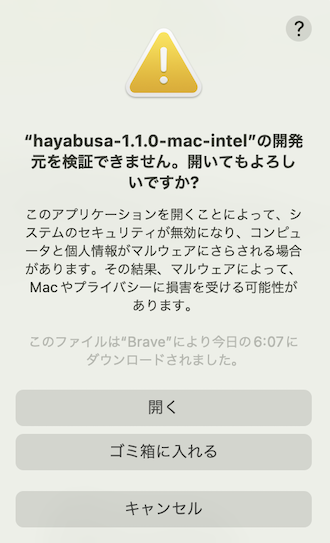 ?
“hayabusa-1.1.0-mac-intel”の開発
元を検証できません。開いてもよろし
いですか?
このアプリケーションを開くことによって、シ
ステムのセキュリティが無効になり、コンピュ
ータと個人情報がマルウェアにさらされる場合
があります。その結果、マルウェアによって、
Macやプライバシーに損害を受ける可能性が
あります。
このファイルは“Brave”により今日の6:07に
ダウンロードされました。
開く
ゴミ箱に入れる
キャンセル